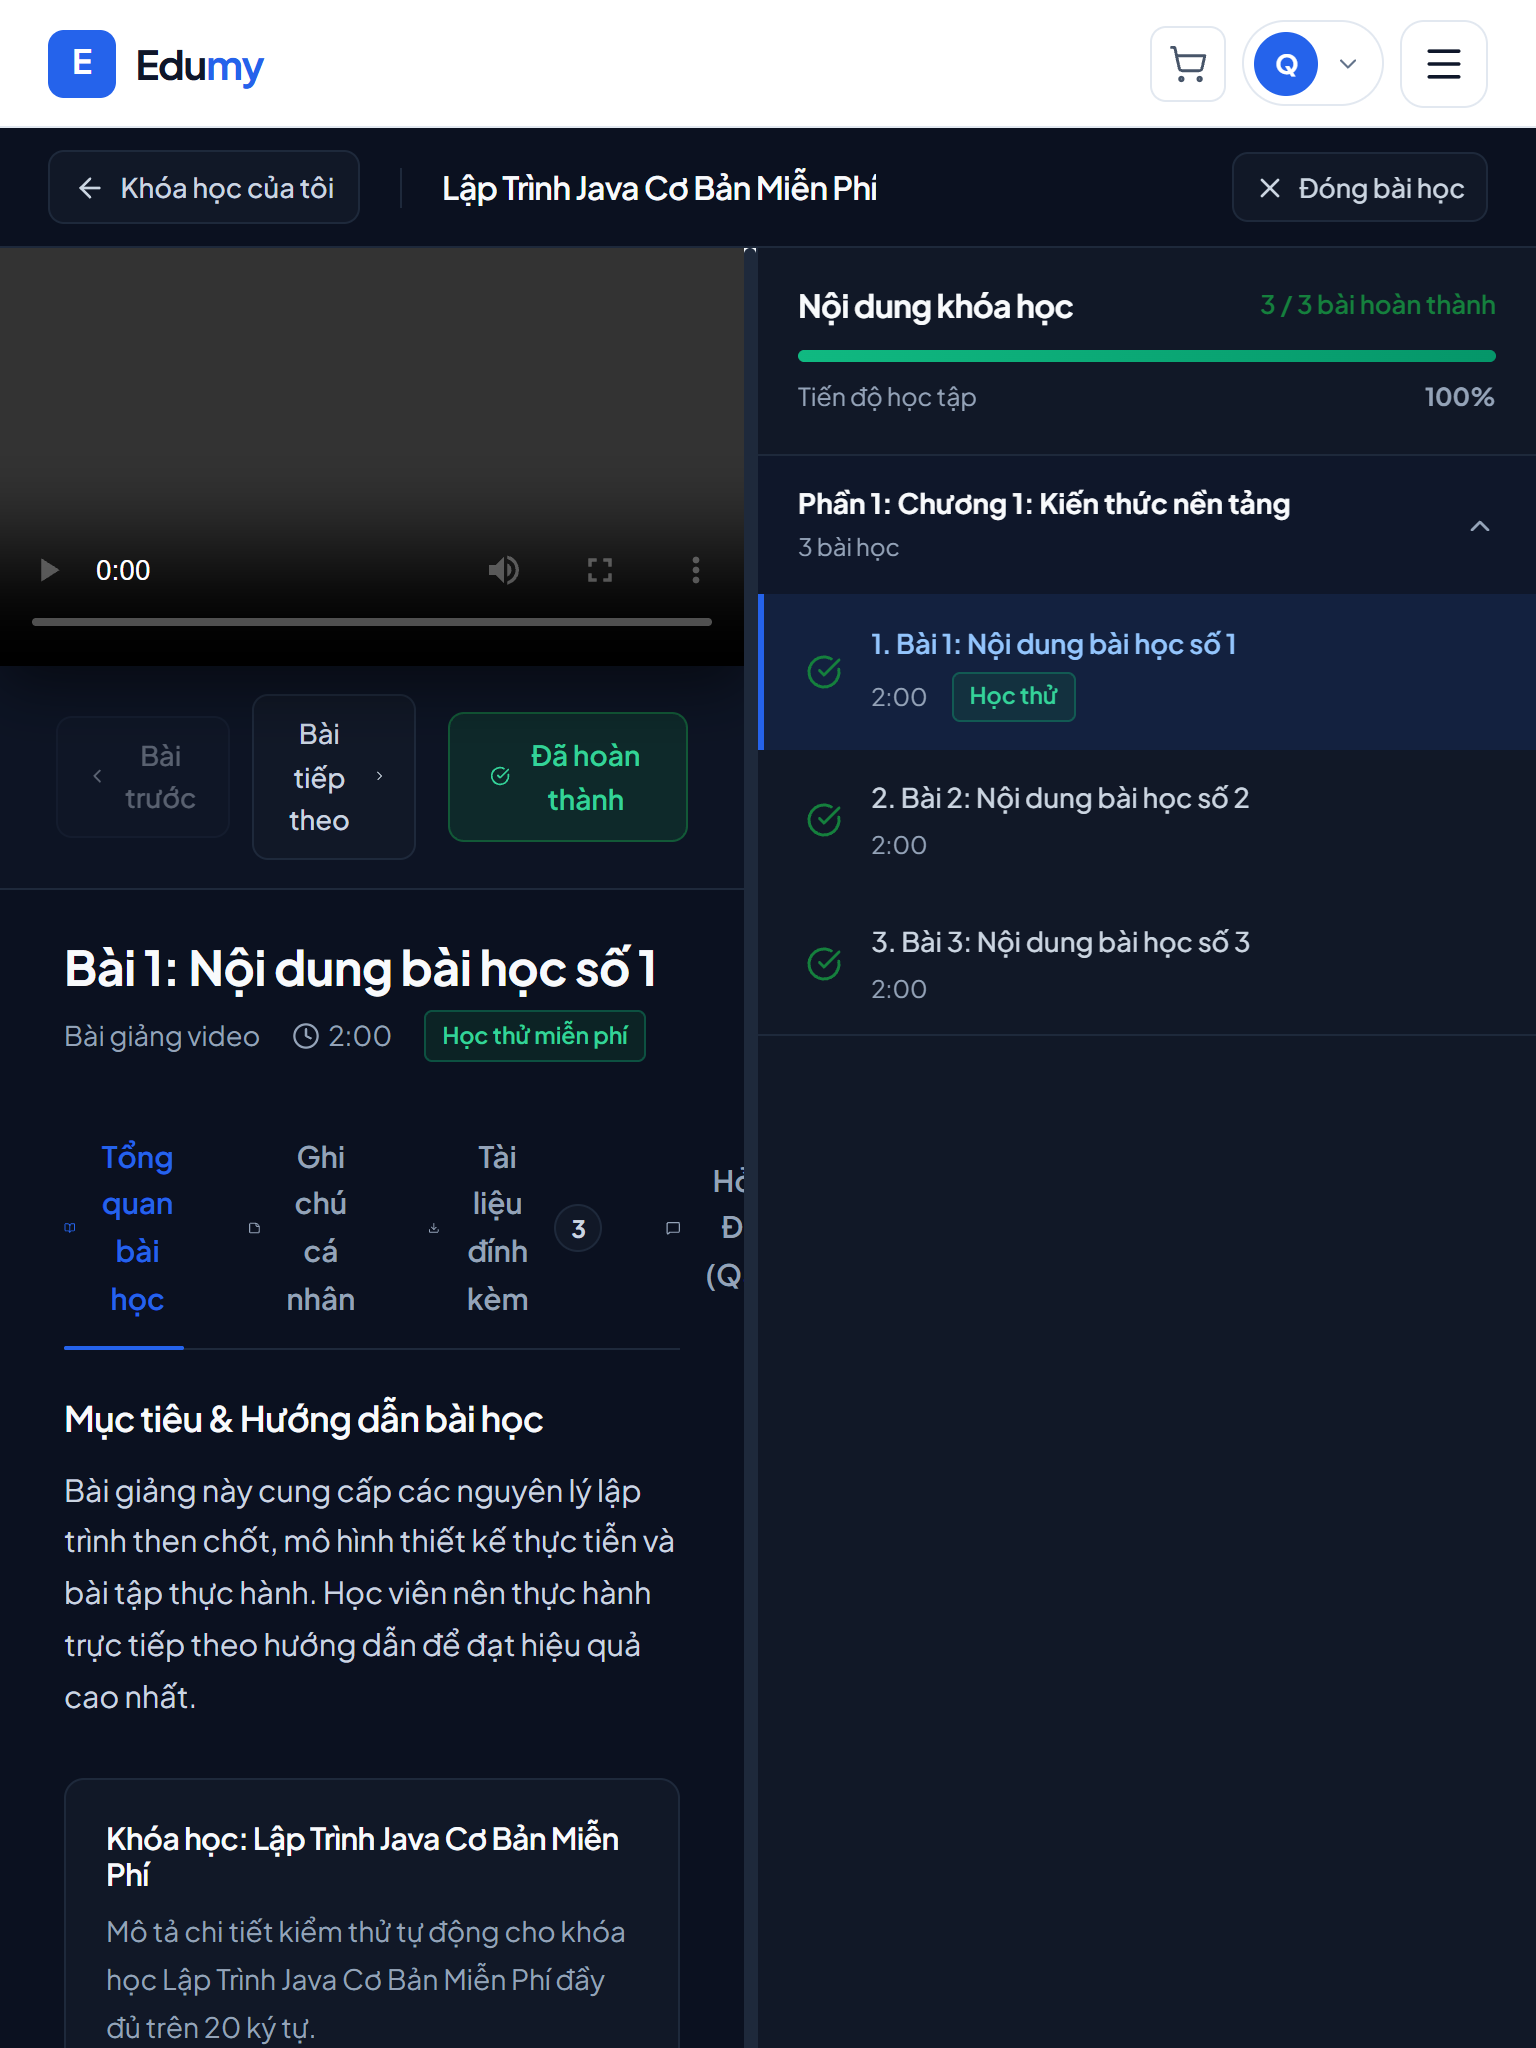 E Edumy
Q
Khóa học của tôi
Lập Trình Java Cơ Bản Miễn Phí
Đóng bài học
0:00
Bài
trước
Bài
tiếp
theo
Đã hoàn
thành
Bài 1: Nội dung bài học số 1
Bài giảng video 2:00 Học thử miễn phí
Tổng
quan
bài
học
Ghi
chú
cá
nhân
Tài
liệu
đính
kèm
3
Đ
(Q
Mục tiêu & Hướng dẫn bài học
Bài giảng này cung cấp các nguyên lý lập
trình then chốt, mô hình thiết kế thực tiễn và
bài tập thực hành. Học viên nên thực hành
trực tiếp theo hướng dẫn để đạt hiệu quả
cao nhất.
Khóa học: Lập Trình Java Cơ Bản Miễn
Phí
Mô tả chi tiết kiểm thử tự động cho khóa
học Lập Trình Java Cơ Bản Miễn Phí đầy
đủ trên 20 ký tự.
Nội dung khóa học
3 / 3 bài hoàn thành
Tiến độ học tập
100%
Phần 1: Chương 1: Kiến thức nền tảng
3 bài học
1. Bài 1: Nội dung bài học số 1
2:00 Học thử
2. Bài 2: Nội dung bài học số 2
2:00
3. Bài 3: Nội dung bài học số 3
2:00